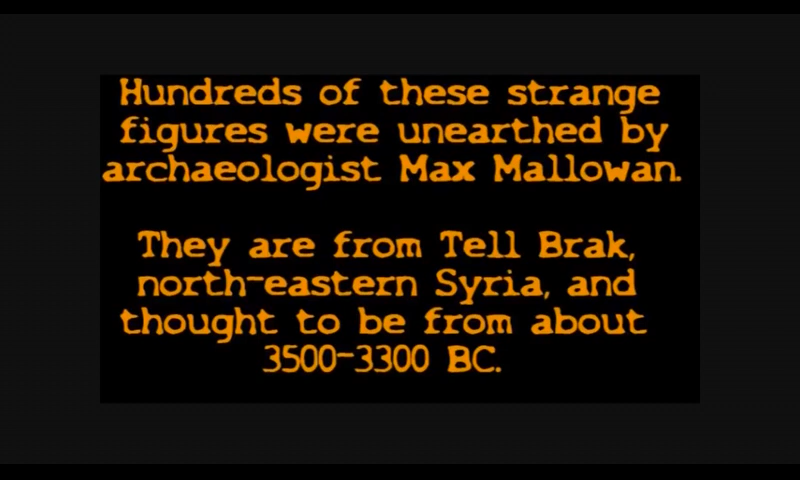 Hundreds of these strange
figures were unearthed by
archaeologist Max Mallowan.
They are from Tell Brak,
north-eastern Syria, and
thought to be from about
3500-3300 BC.